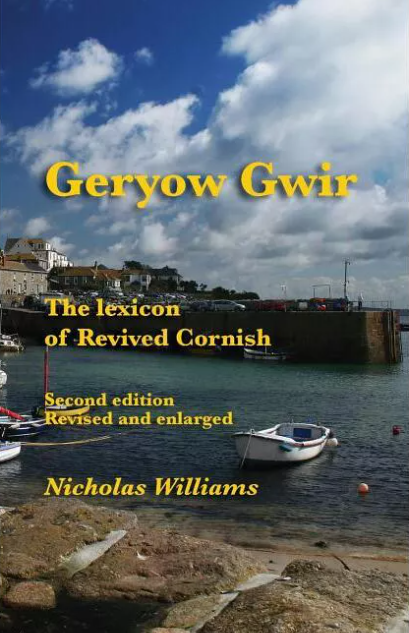 Geryow Gwir
The lexicon
of Revived Cornish
Second edition
Revised and enlarged
Nicholas Williams